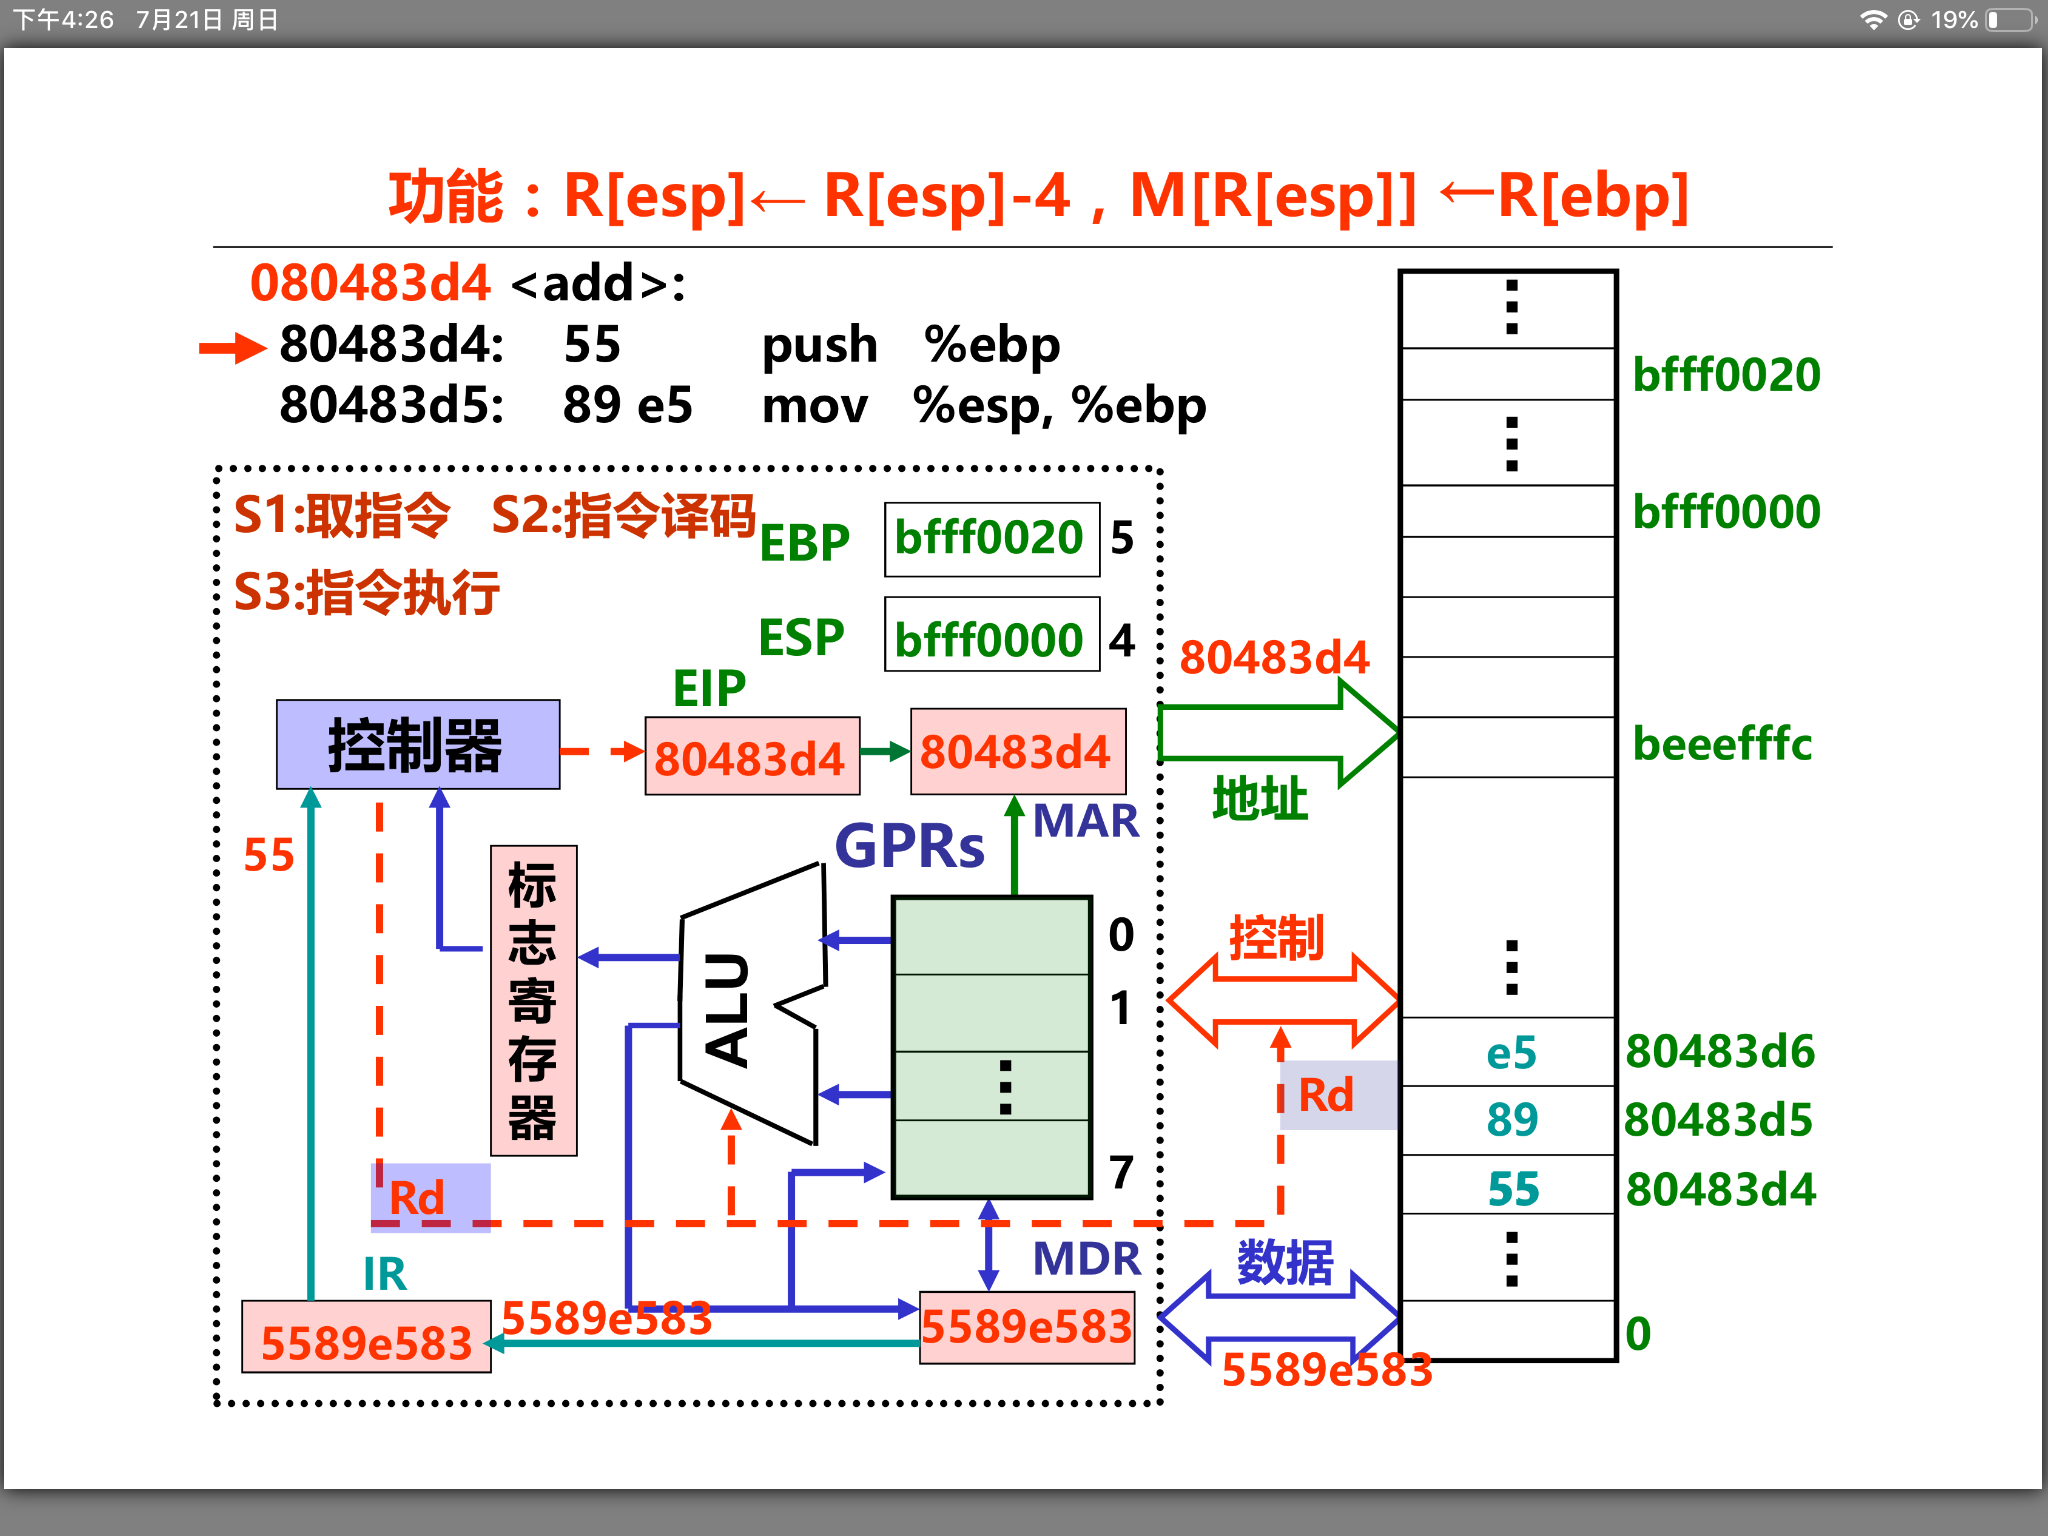 下午4:26 7月21日 周日
19%
功能：R[esp]← R[esp]-4，M[R[esp]] ←R[ebp]
080483d4 <add>:
80483d4: 55 push %ebp
80483d5: 89 e5 mov %esp, %ebp
S1:取指令 S2:指令译码
S3:指令执行
EBP bfff0020 5
ESP bfff0000 4
EIP
控制器
80483d4
80483d4
MAR
80483d4
地址
GPRs
55
标志寄存器
ALU
0
1
7
控制
Rd
Rd
IR
MDR
数据
5589e583
5589e583
5589e583
5589e583
bfff0020
bfff0000
beeefffc
e5 80483d6
89 80483d5
55 80483d4
0